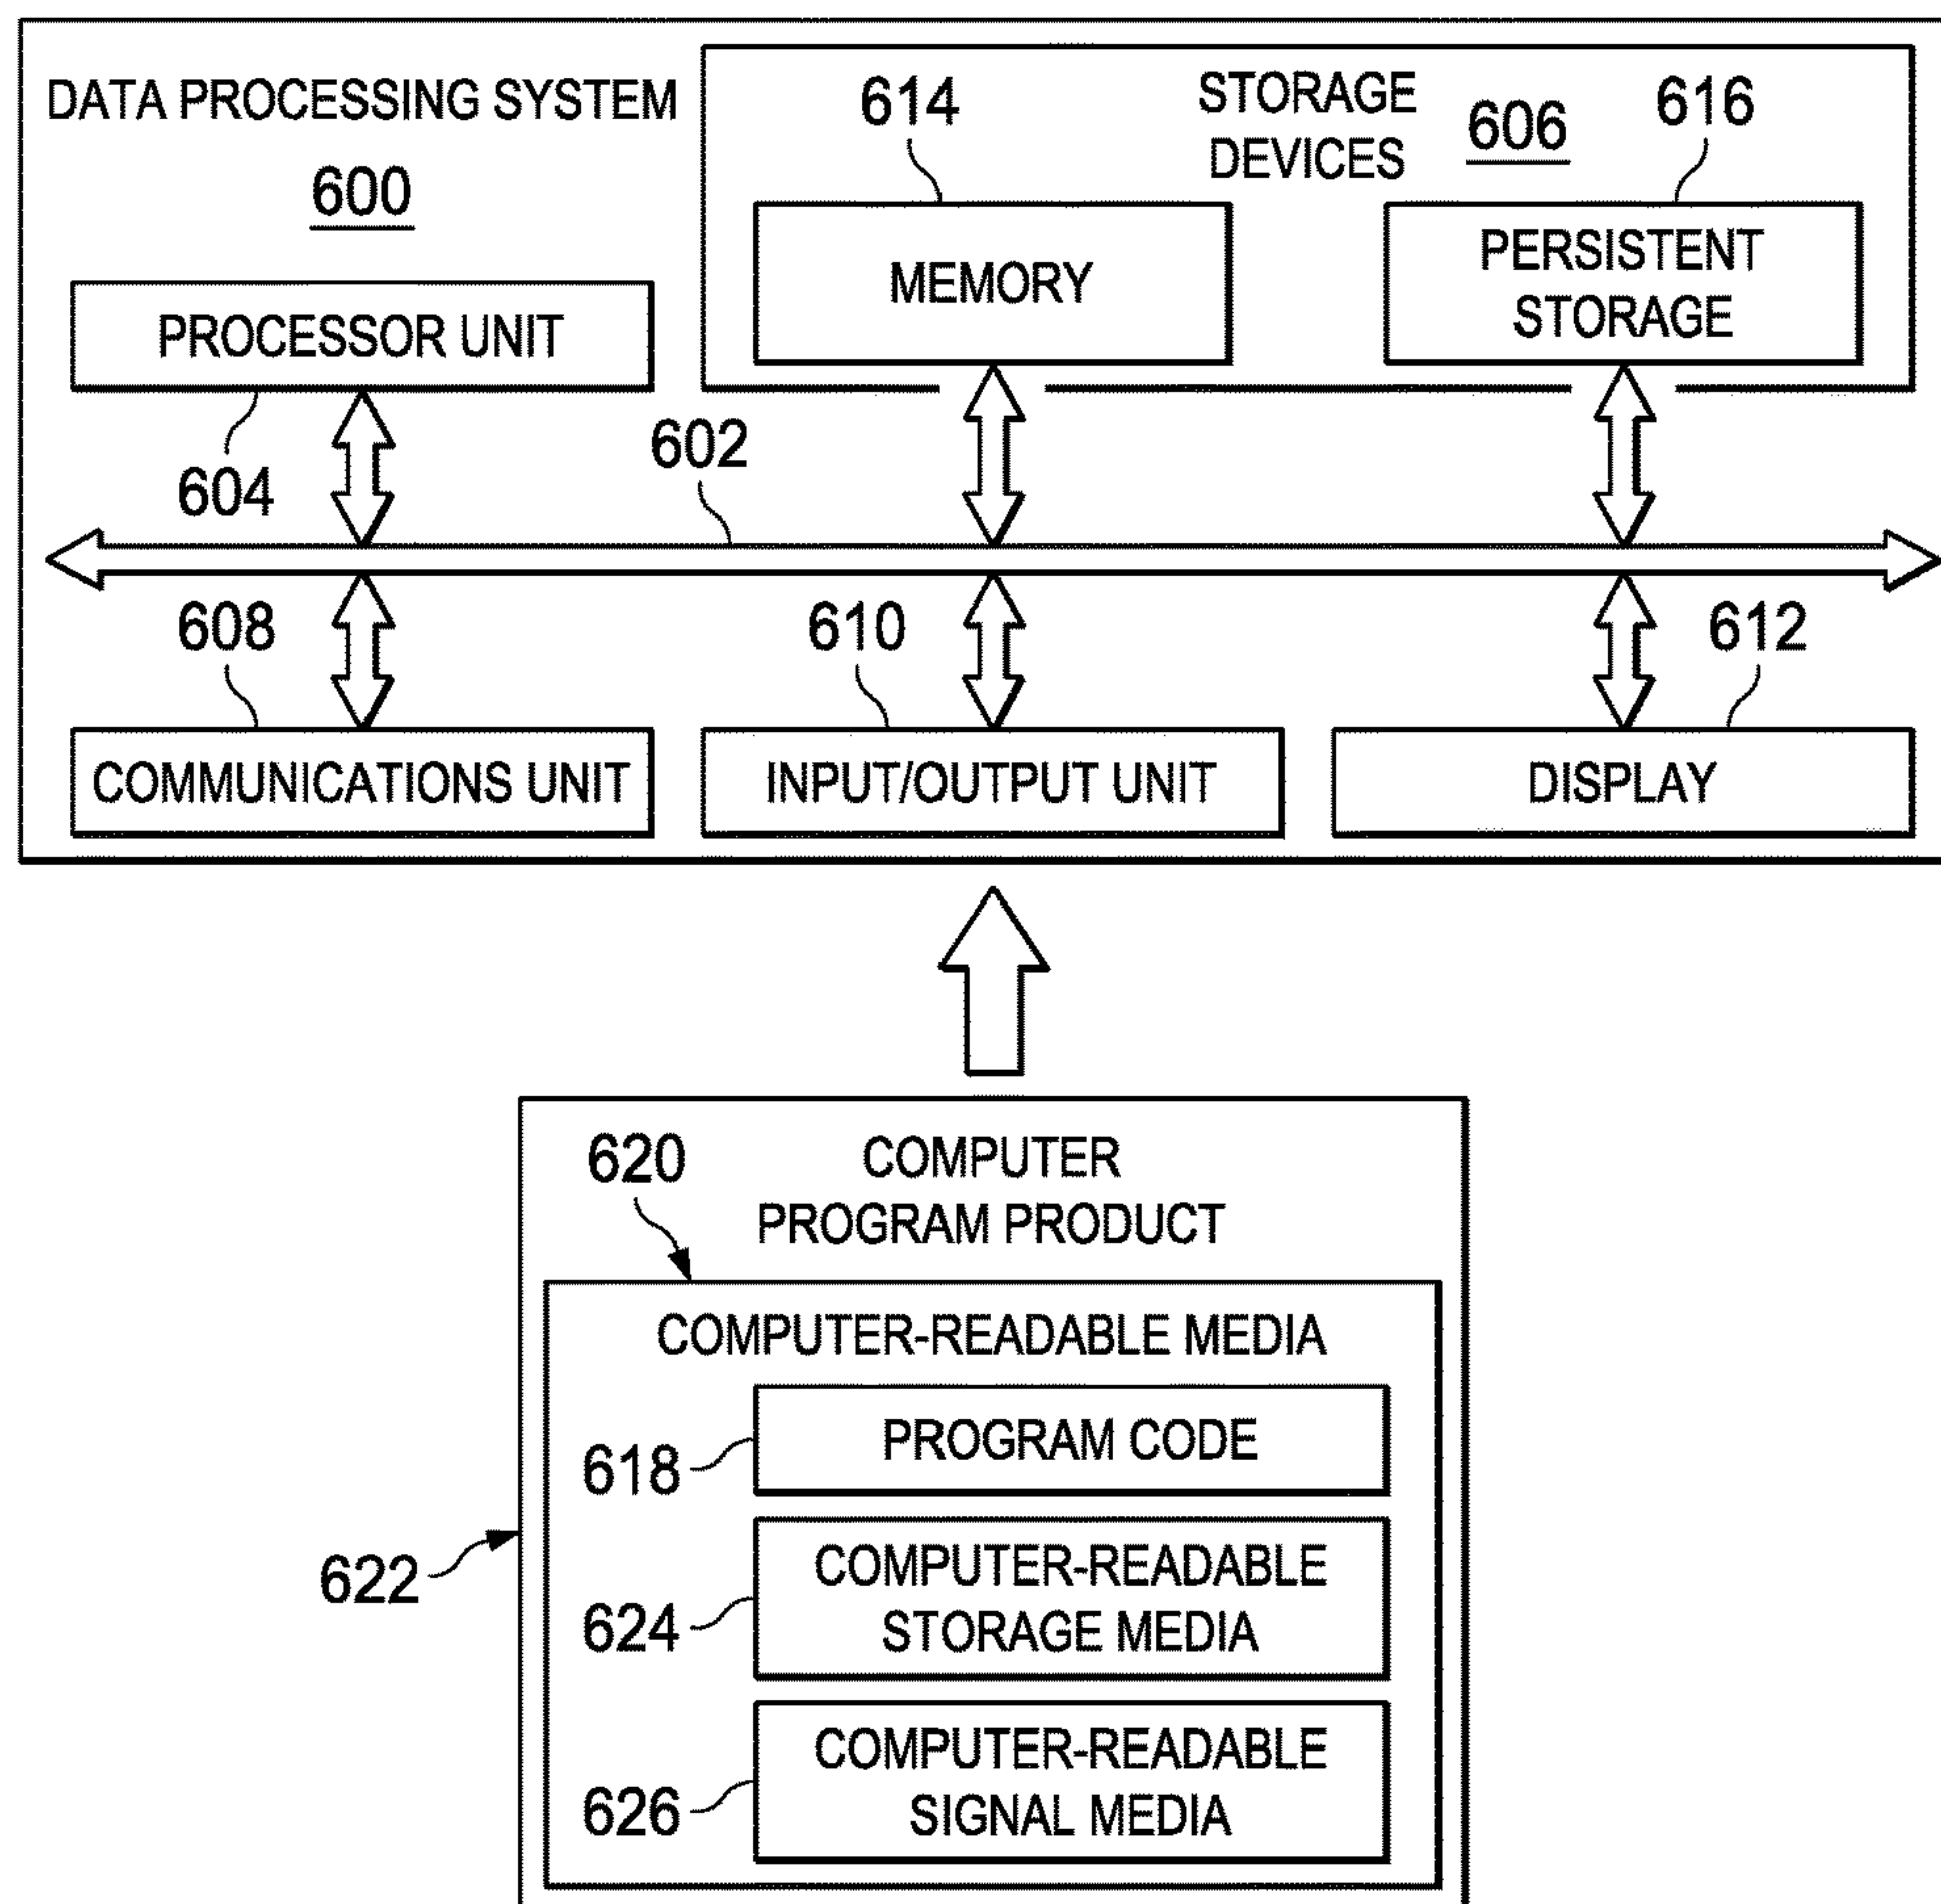 DATA PROCESSING SYSTEM
600
614
STORAGE
DEVICES
606
616
MEMORY
PERSISTENT
STORAGE
PROCESSOR UNIT
604
602
608
610
612
COMMUNICATIONS UNIT
INPUT/OUTPUT UNIT
DISPLAY
620
COMPUTER
PROGRAM PRODUCT
COMPUTER-READABLE MEDIA
618
PROGRAM CODE
622
624
COMPUTER-READABLE
STORAGE MEDIA
626
COMPUTER-READABLE
SIGNAL MEDIA